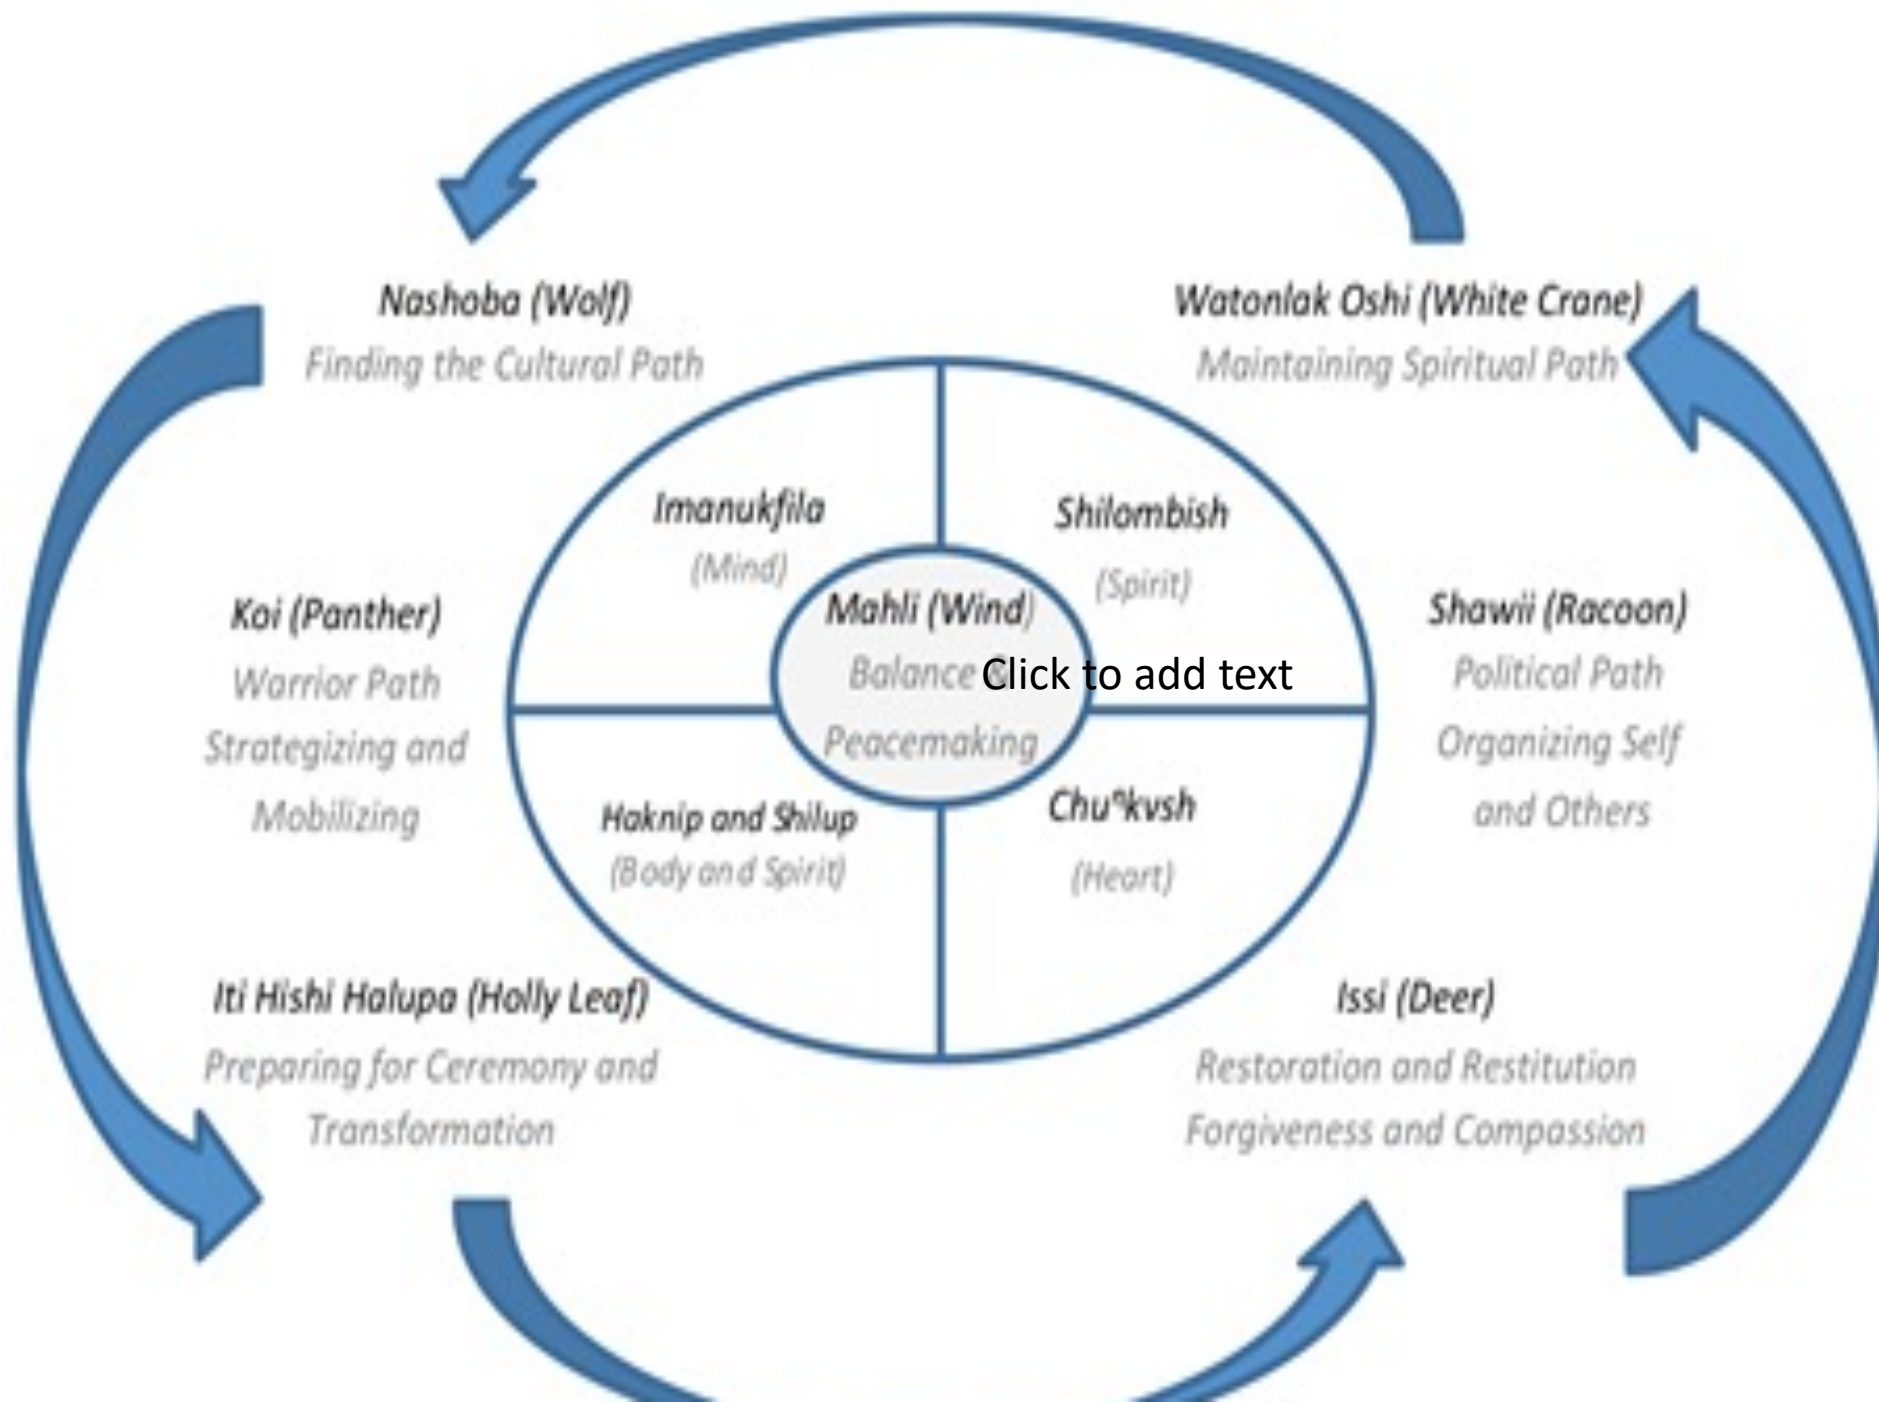 Nashoba (Wolf)
Finding the Cultural Path
Watonlak Oshi (White Crane)
Maintaining Spiritual Path
Imanukfila
(Mind)
Shilombish
(Spirit)
Koi (Panther)
Warrior Path
Strategizing and
Mobilizing
Mahli (Wind)
Balance &
Peacemaking
Click to add text
Shawii (Racoon)
Political Path
Organizing Self
and Others
Haknip and Shilup
(Body and Spirit)
Chuⁿkvsh
(Heart)
Iti Hishi Halupa (Holly Leaf)
Preparing for Ceremony and
Transformation
Issi (Deer)
Restoration and Restitution
Forgiveness and Compassion